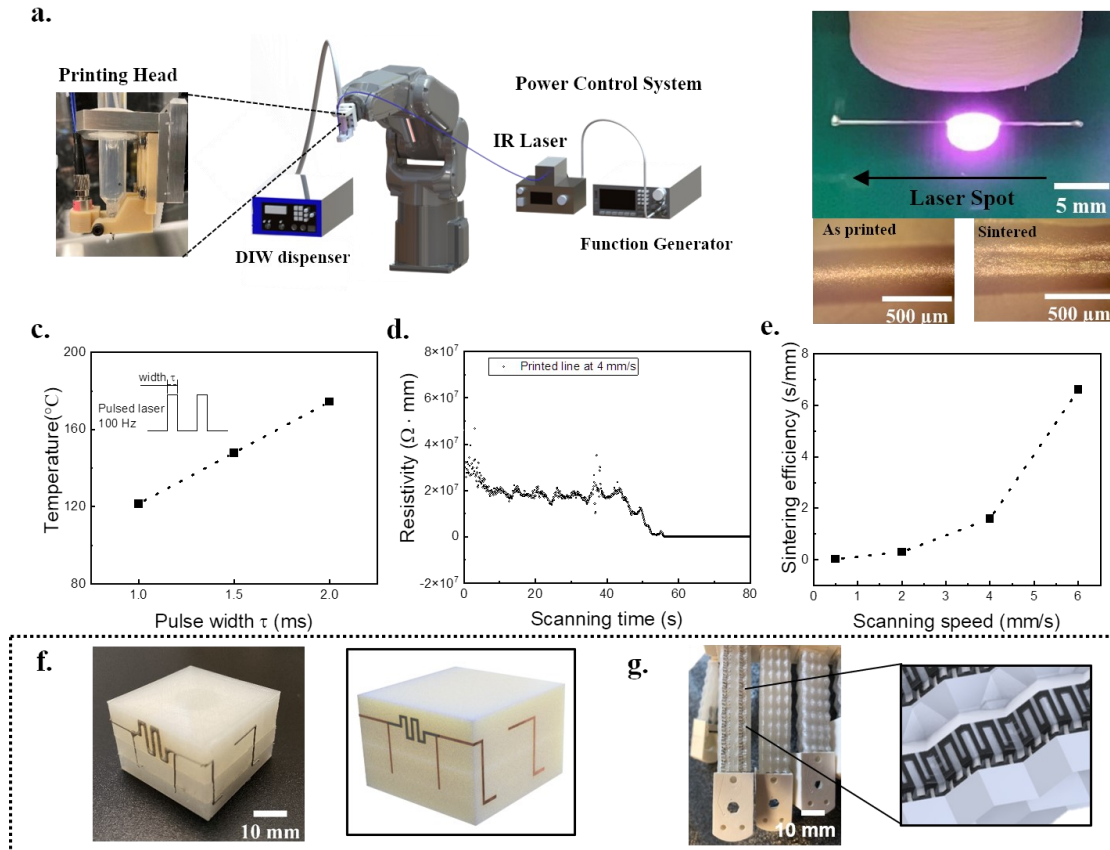 a.
Printing Head
Power Control System
IR Laser
DIW dispenser
Function Generator
Laser Spot
5 mm
As printed
Sintered
500 µm
500 µm
c.
200
160
120
80
Temperature(°C)
width τ
Pulsed laser
100 Hz
1.0
1.5
2.0
Pulse width τ (ms)
d.
8×10⁷
6×10⁷
4×10⁷
2×10⁷
0
-2×10⁷
Resistivity (Ω · mm)
Printed line at 4 mm/s
0
10
20
30
40
50
60
70
80
Scanning time (s)
e.
8
6
4
2
0
Sintering efficiency (s/mm)
0
1
2
3
4
5
6
Scanning speed (mm/s)
f.
10 mm
g.
10 mm